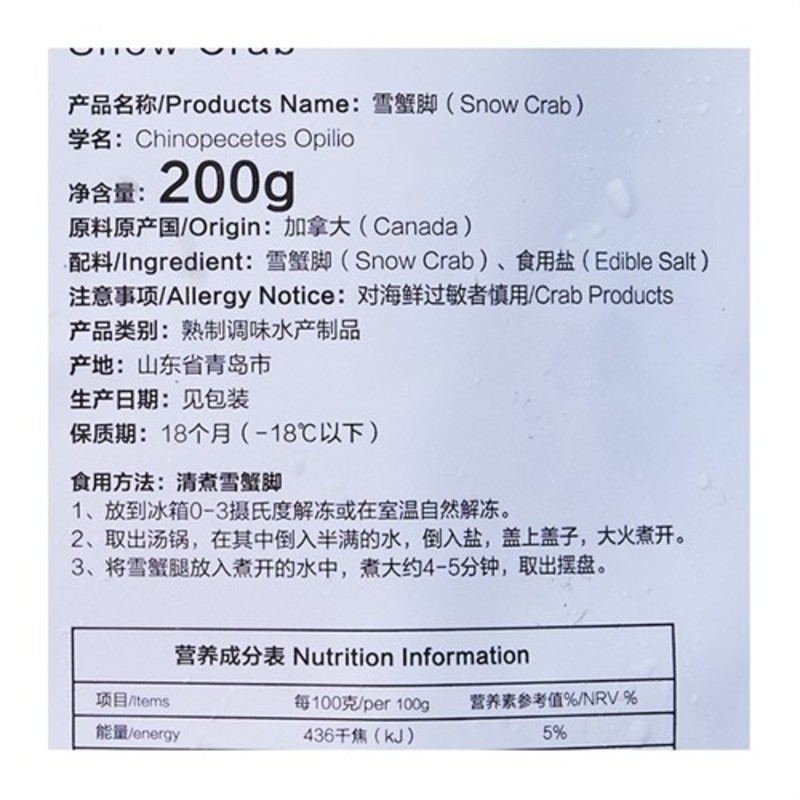 Snow Crab
产品名称/Products Name：雪蟹脚（Snow Crab）
学名：Chinopecetes Opilio
净含量：200g
原料原产国/Origin：加拿大（Canada）
配料/Ingredient：雪蟹脚（Snow Crab）、食用盐（Edible Salt）
注意事项/Allergy Notice：对海鲜过敏者慎用/Crab Products
产品类别：熟制调味水产制品
产地：山东省青岛市
生产日期：见包装
保质期：18个月（-18℃以下）
食用方法：清煮雪蟹脚
1、放到冰箱0-3摄氏度解冻或在室温自然解冻。
2、取出汤锅，在其中倒入半满的水，倒入盐，盖上盖子，大火煮开。
3、将雪蟹腿放入煮开的水中，煮大约4-5分钟，取出摆盘。
营养成分表 Nutrition Information
项目/Items 每100克/per 100g 营养素参考值%/NRV %
能量/energy 436千焦（kJ） 5%